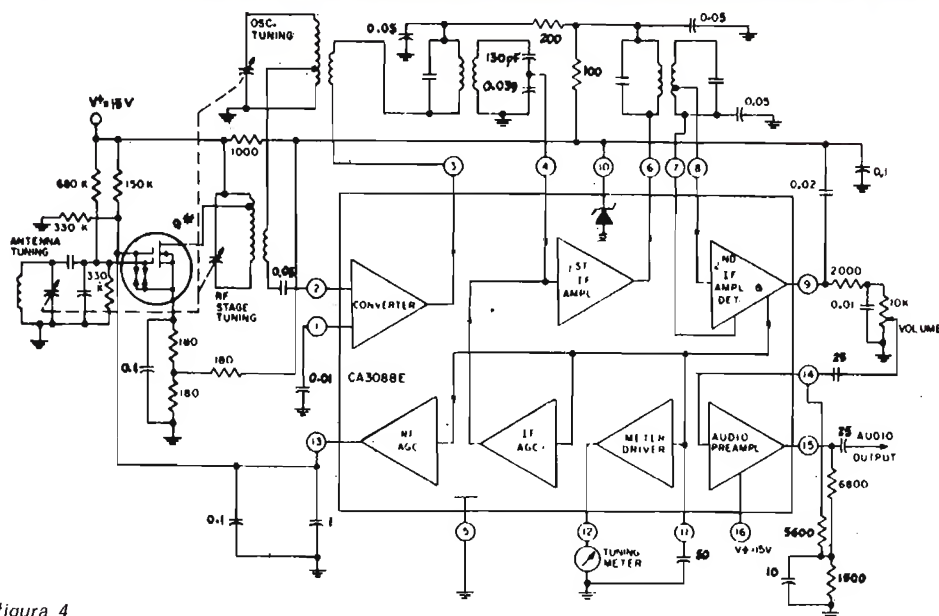 OSC.
TUNING
0.05
200
0.05
130pF
0.039
100
0.05
V+=15V
1000
680 K
150K
330 K
ANTENNA
TUNING
330
K
RF
STAGE
TUNING
0.05
3
4
10
6
7
8
0.02
0.1
2
1
CONVERTER
1ST
IF
AMPL
2ND
IF
AMPL
DET.
9
2000
0.01
10K
VOLUME
0.1
180
180
180
0.01
CA3088E
14
25
13
RF
AGC
IF
AGC
METER
DRIVER
AUDIO
PREAMPL
15
25
AUDIO
OUTPUT
6800
0.1
1
5
12
11
16
V+=15V
5600
TUNING
METER
50
10
1500
Figura 4